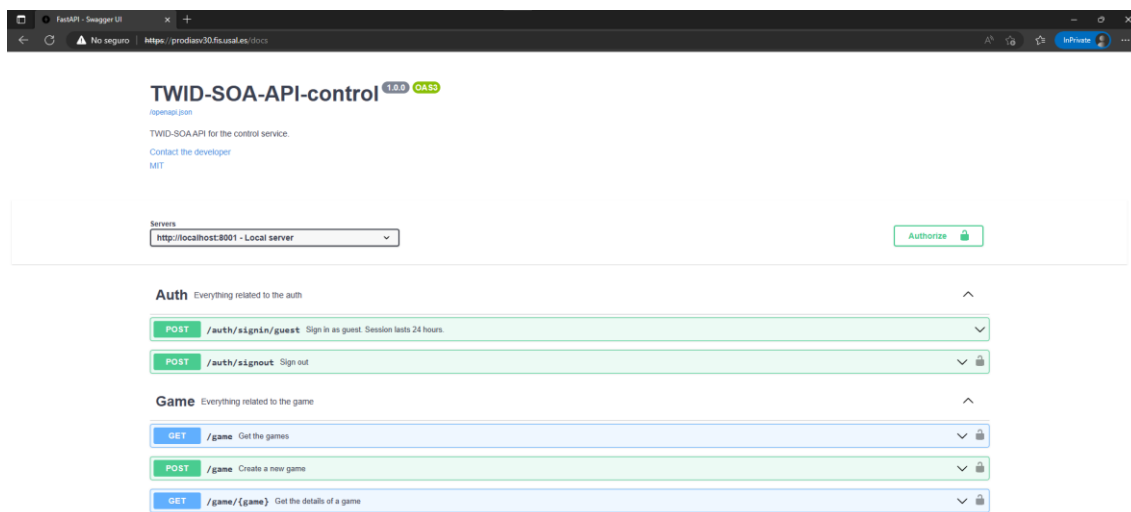 FastAPI - Swagger UI
No seguro https://prodiasv30.fis.usal.es/docs InPrivate
TWID-SOA-API-control 1.0.0 OAS3
/openapi.json
TWID-SOA API for the control service.
Contact the developer
MIT
Servers
http://localhost:8001 - Local server
Authorize
Auth Everything related to the auth
POST /auth/signin/guest Sign in as guest. Session lasts 24 hours.
POST /auth/signout Sign out
Game Everything related to the game
GET /game Get the games
POST /game Create a new game
GET /game/{game} Get the details of a game